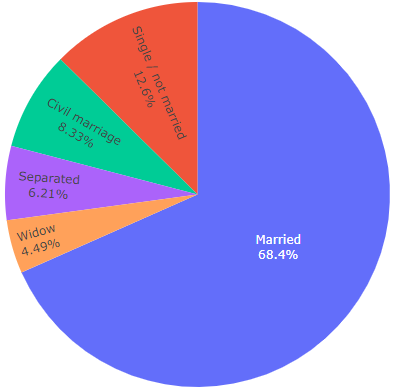 Single / not married
12.6%
Civil marriage
8.33%
Separated
6.21%
Widow
4.49%
Married
68.4%